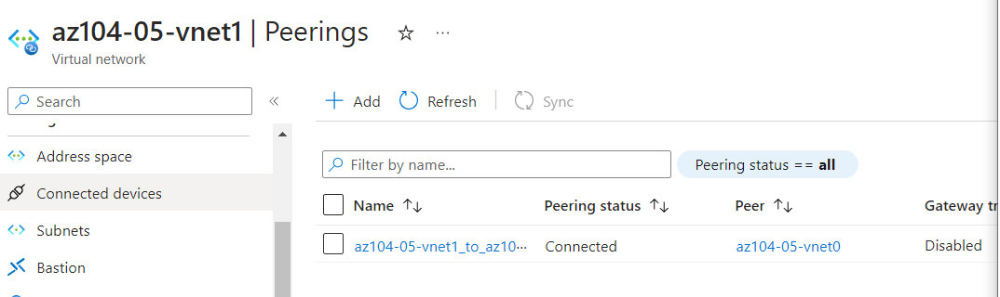 az104-05-vnet1 | Peerings ☆ ...
Virtual network
Search «
+ Add Refresh Sync
Address space
Filter by name... Peering status == all
Connected devices
Name ↑↓ Peering status ↑↓ Peer ↑↓ Gateway tr
Subnets
az104-05-vnet1_to_az10··· Connected az104-05-vnet0 Disabled
Bastion